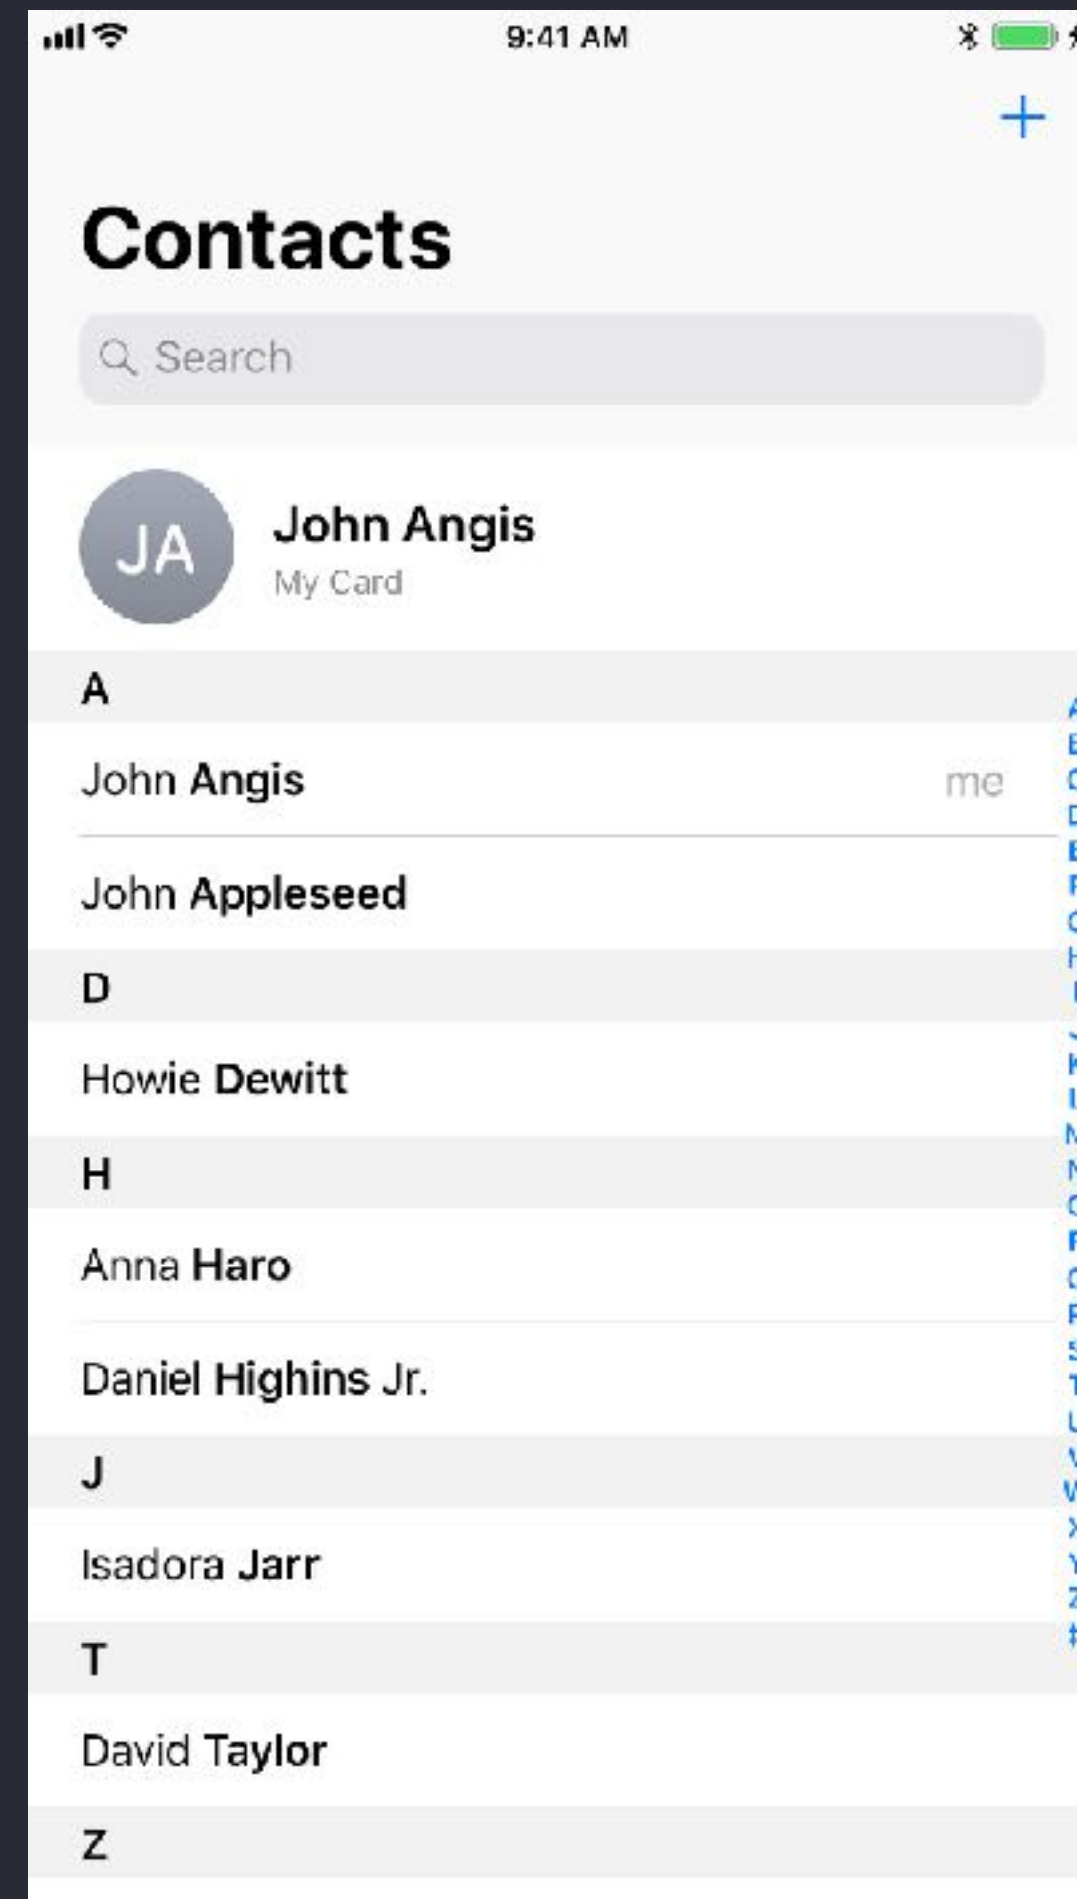 9:41 AM
Contacts
Search
JA
John Angis
My Card
A
John Angis me
John Appleseed
D
Howie Dewitt
H
Anna Haro
Daniel Highins Jr.
J
Isadora Jarr
T
David Taylor
Z